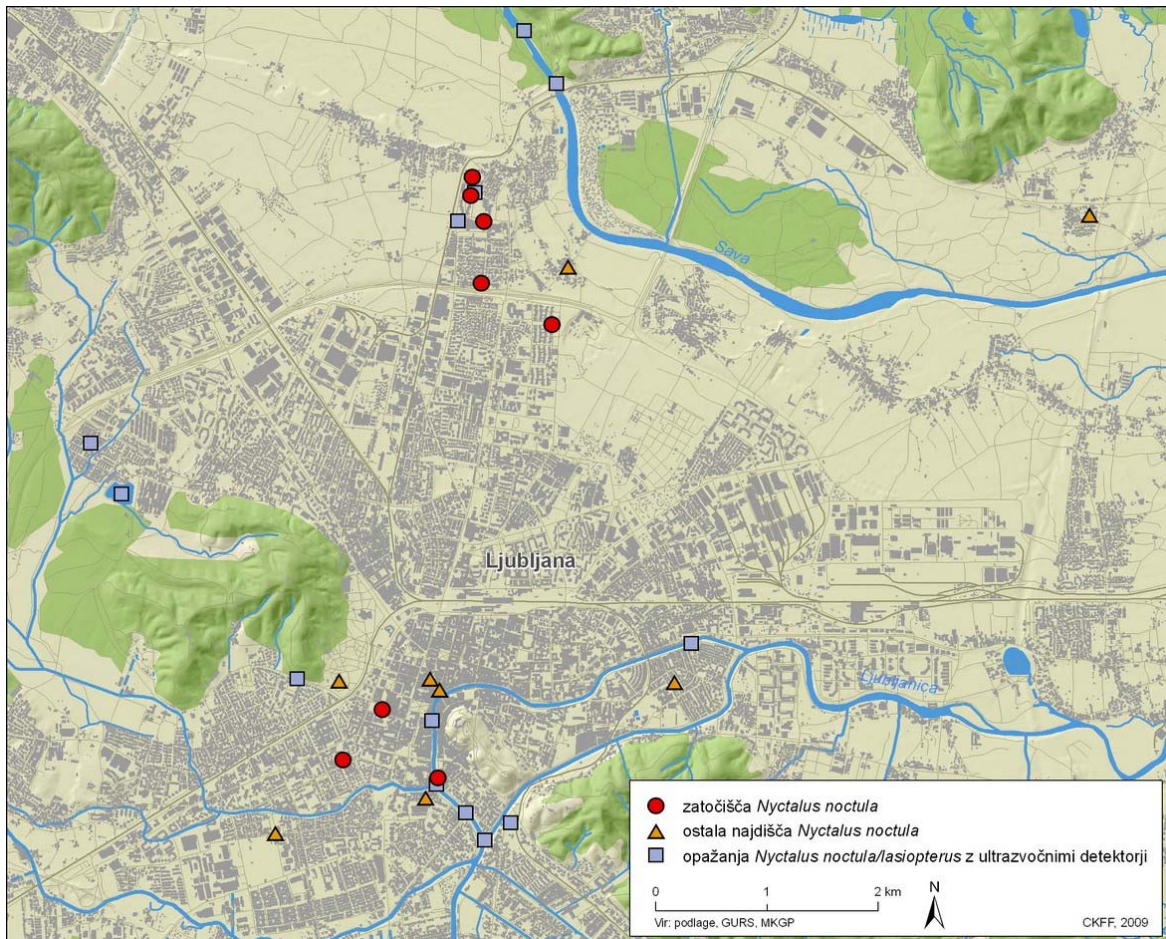 Sava
Ljubljana
Ljubljanica
zatočišča Nyctalus noctula
ostala najdišča Nyctalus noctula
opažanja Nyctalus noctula/lasiopterus z ultrazvočnimi detektorji
0 1 2 km
N
Vir: podlage, GURS, MKGP CKFF, 2009